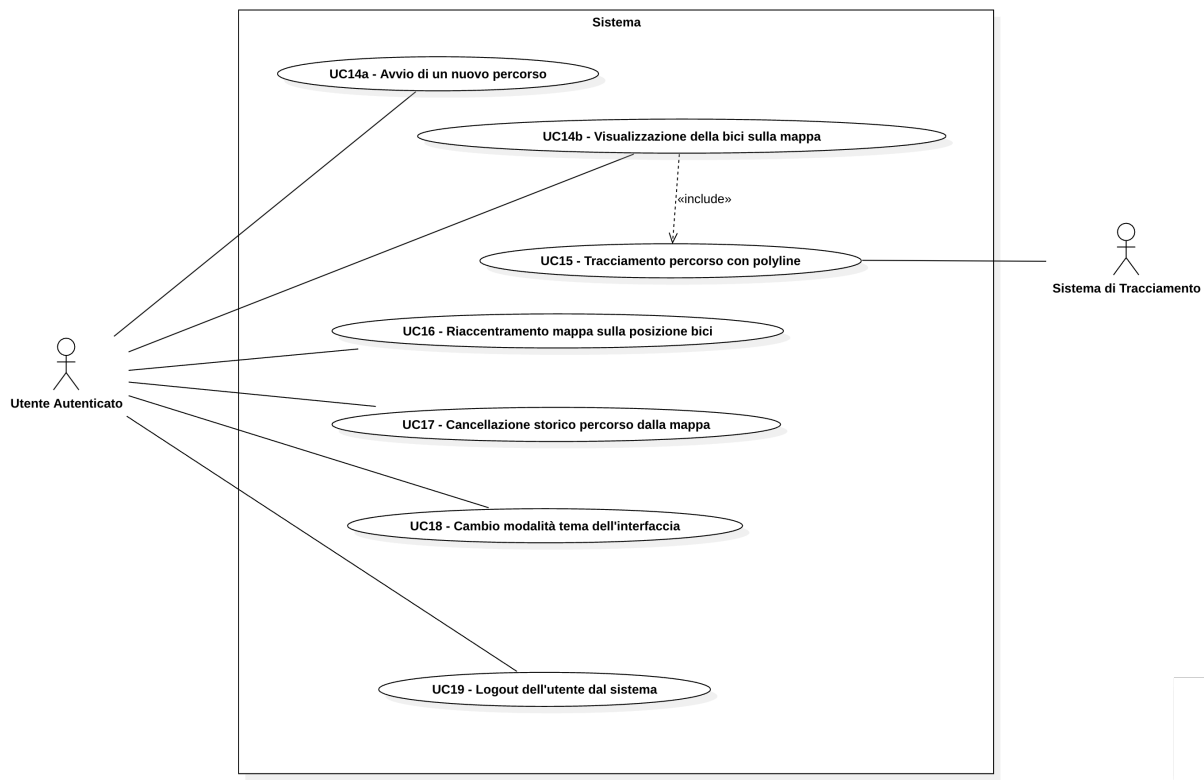 Sistema
UC14a - Avvio di un nuovo percorso
UC14b - Visualizzazione della bici sulla mappa
«include»
UC15 - Tracciamento percorso con polyline
Sistema di Tracciamento
UC16 - Riaccentramento mappa sulla posizione bici
Utente Autenticato
UC17 - Cancellazione storico percorso dalla mappa
UC18 - Cambio modalità tema dell'interfaccia
UC19 - Logout dell'utente dal sistema